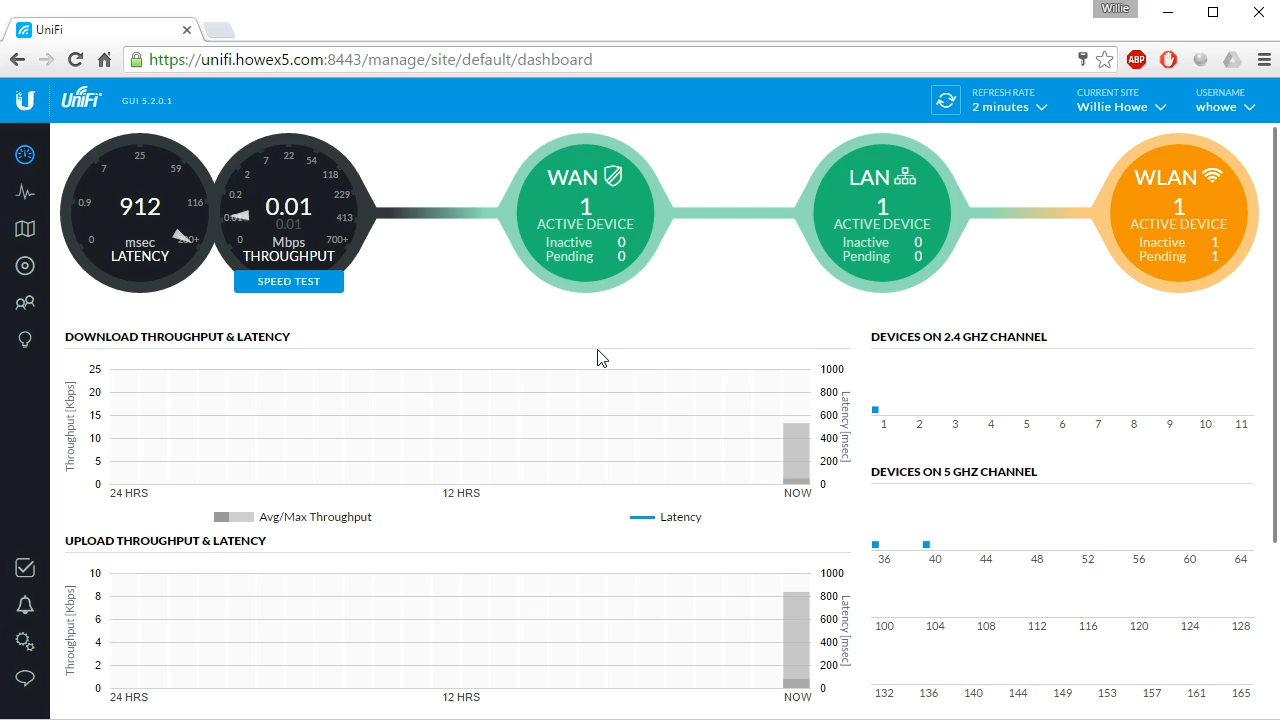 Willie
UniFi
https://unifi.howex5.com:8443/manage/site/default/dashboard
ABP
U UniFi GUI 5.2.0.1
REFRESH RATE CURRENT SITE USERNAME
2 minutes Willie Howe whowe
0 0.9 7 25 59 116 200+
912
msec
LATENCY
0 0.01 0.2 2 7 22 54 118 229 413 700+
0.01
0.01
Mbps
THROUGHPUT
SPEED TEST
WAN
1
ACTIVE DEVICE
Inactive 0
Pending 0
LAN
1
ACTIVE DEVICE
Inactive 0
Pending 0
WLAN
1
ACTIVE DEVICE
Inactive 1
Pending 1
DOWNLOAD THROUGHPUT & LATENCY
Throughput [Kbps]
25
20
15
10
5
0
1000
800
600
400
200
0
Latency [msec]
24 HRS 12 HRS NOW
Avg/Max Throughput Latency
UPLOAD THROUGHPUT & LATENCY
Throughput [Kbps]
10
8
6
4
2
0
1000
800
600
400
200
0
Latency [msec]
24 HRS 12 HRS NOW
DEVICES ON 2.4 GHZ CHANNEL
1 2 3 4 5 6 7 8 9 10 11
DEVICES ON 5 GHZ CHANNEL
36 40 44 48 52 56 60 64
100 104 108 112 116 120 124 128
132 136 140 144 149 153 157 161 165